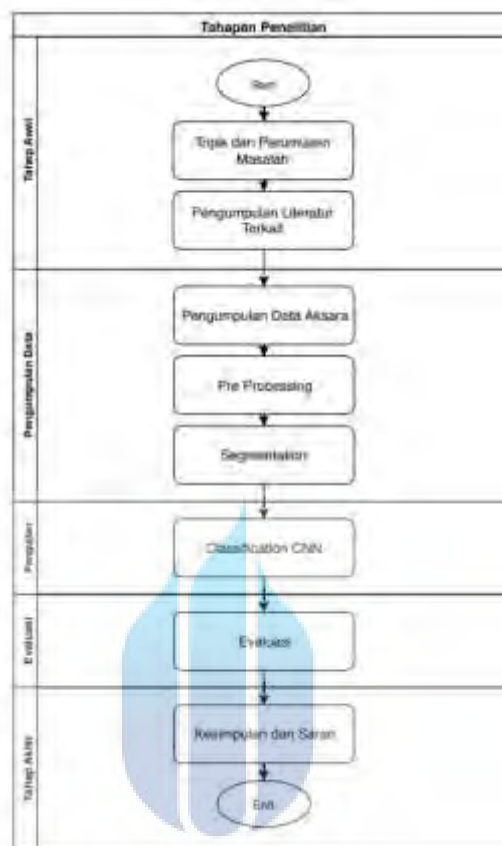 Tahapan Penelitian
Tahap Awal
Start
Topik dan Perumusan
Masalah
Pengumpulan Literatur
Terkait
Pengumpulan Data
Pengumpulan Data Aksara
Pre Processing
Segmentation
Pengujian
Classification CNN
Evaluasi
Evaluasi
Tahap Akhir
Kesimpulan dan Saran
End